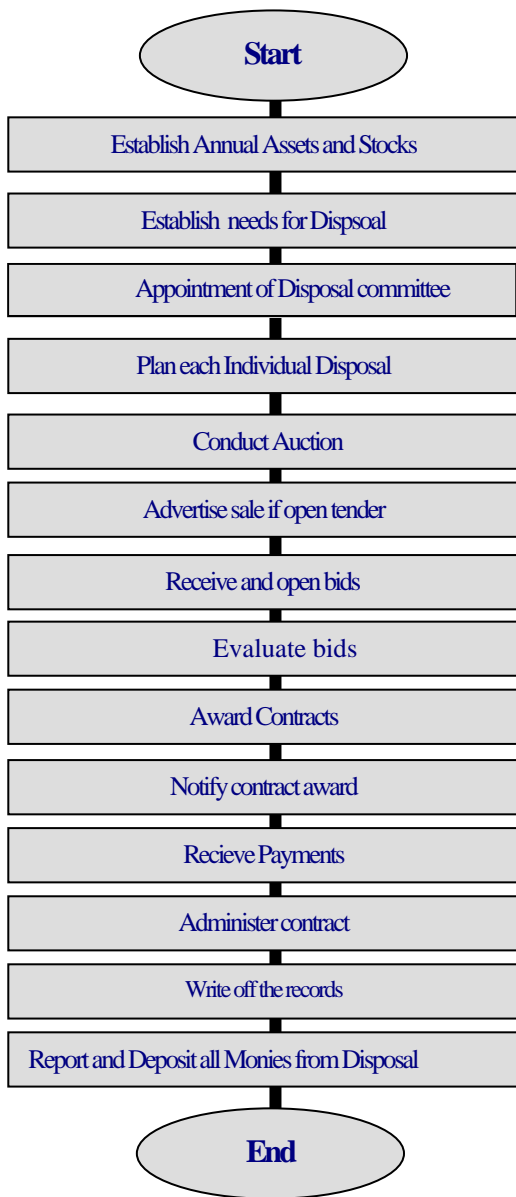 Start
Establish Annual Assets and Stocks
Establish needs for Dispsoal
Appointment of Disposal committee
Plan each Individual Disposal
Conduct Auction
Advertise sale if open tender
Receive and open bids
Evaluate bids
Award Contracts
Notify contract award
Recieve Payments
Administer contract
Write off the records
Report and Deposit all Monies from Disposal
End